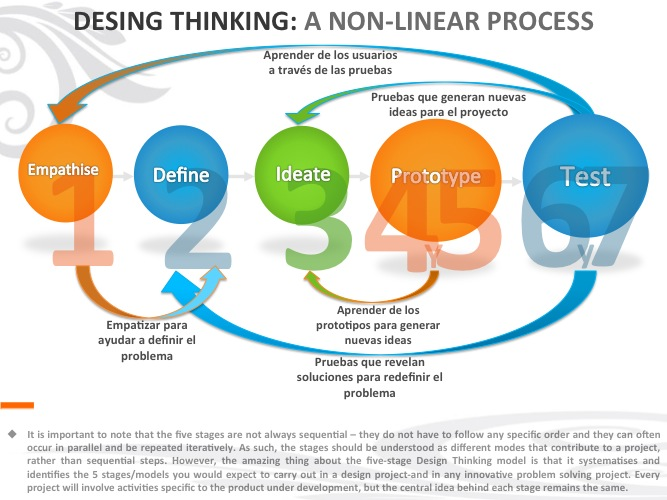 DESING THINKING: A NON-LINEAR PROCESS
Aprender de los usuarios
a través de las pruebas
Pruebas que generan nuevas
ideas para el proyecto
Empathise
Define
Ideate
Prototype
Test
1
2
3
4 y 5
6 y 7
Empatizar para
ayudar a definir el
problema
Aprender de los
prototipos para generar
nuevas ideas
Pruebas que revelan
soluciones para redefinir el
problema
It is important to note that the five stages are not always sequential – they do not have to follow any specific order and they can often
occur in parallel and be repeated iteratively. As such, the stages should be understood as different modes that contribute to a project,
rather than sequential steps. However, the amazing thing about the five-stage Design Thinking model is that it systematises and
identifies the 5 stages/models you would expect to carry out in a design project-and in any innovative problem solving project. Every
project will involve activities specific to the product under development, but the central idea behind each stage remains the same.